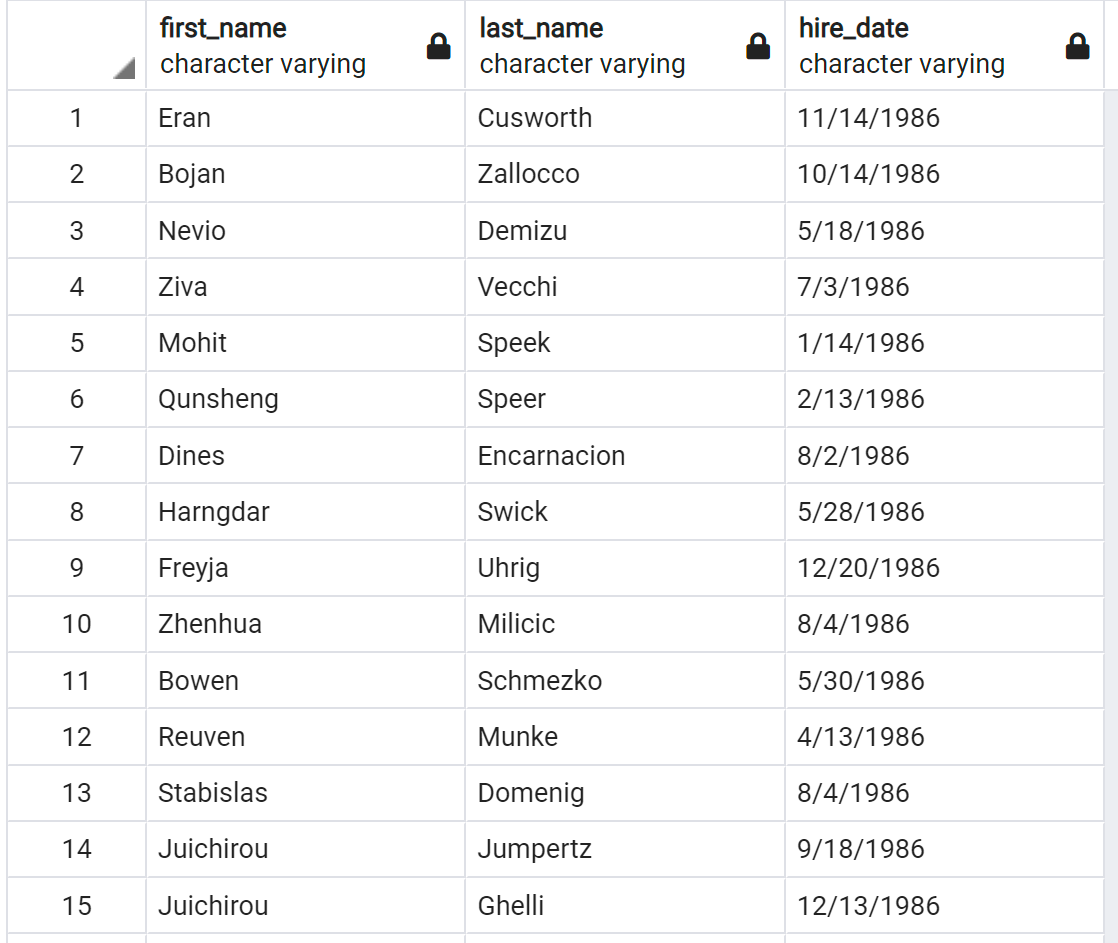 first_name last_name hire_date
character varying character varying character varying
1 Eran Cusworth 11/14/1986
2 Bojan Zallocco 10/14/1986
3 Nevio Demizu 5/18/1986
4 Ziva Vecchi 7/3/1986
5 Mohit Speek 1/14/1986
6 Qunsheng Speer 2/13/1986
7 Dines Encarnacion 8/2/1986
8 Harngdar Swick 5/28/1986
9 Freyja Uhrig 12/20/1986
10 Zhenhua Milicic 8/4/1986
11 Bowen Schmezko 5/30/1986
12 Reuven Munke 4/13/1986
13 Stabislas Domenig 8/4/1986
14 Juichirou Jumpertz 9/18/1986
15 Juichirou Ghelli 12/13/1986